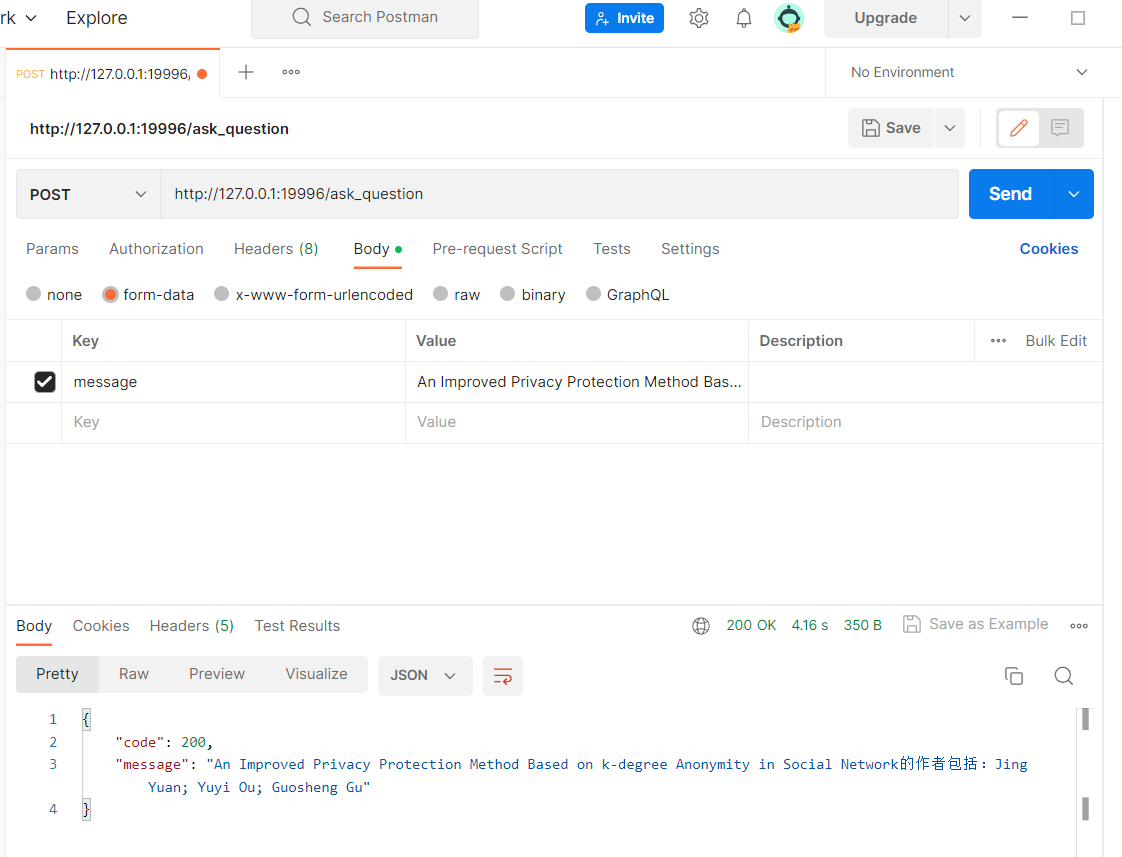 rk Explore Search Postman Invite Upgrade
POST http://127.0.0.1:19996, No Environment
http://127.0.0.1:19996/ask_question Save
POST http://127.0.0.1:19996/ask_question Send
Params Authorization Headers (8) Body Pre-request Script Tests Settings Cookies
none form-data x-www-form-urlencoded raw binary GraphQL
Key Value Description Bulk Edit
message An Improved Privacy Protection Method Bas...
Key Value Description
Body Cookies Headers (5) Test Results 200 OK 4.16 s 350 B Save as Example
Pretty Raw Preview Visualize JSON
1 {
2 "code": 200,
3 "message": "An Improved Privacy Protection Method Based on k-degree Anonymity in Social Network的作者包括：Jing
Yuan; Yuyi Ou; Guosheng Gu"
4 }